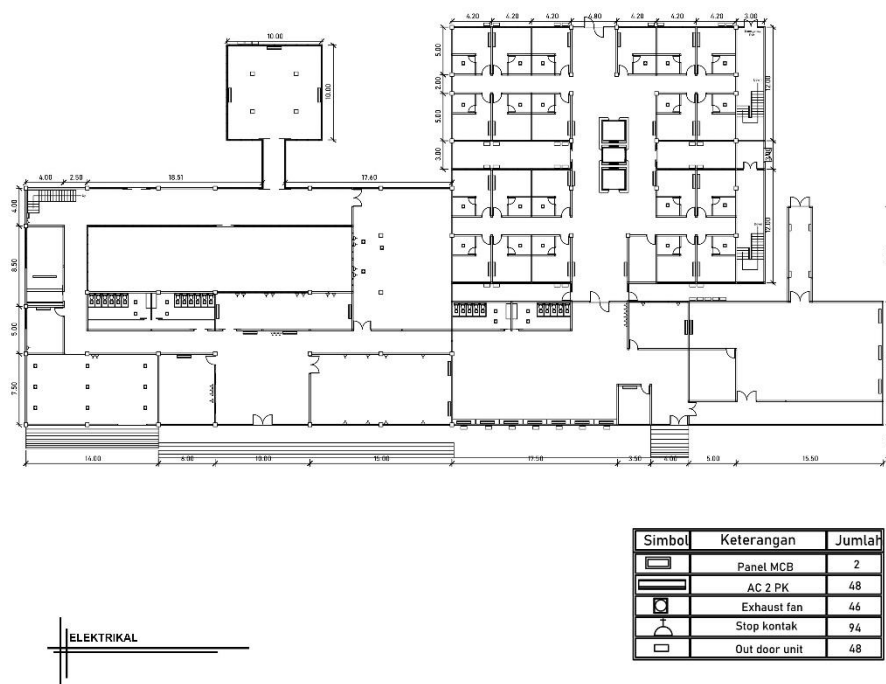 4.20 4.20 4.20 4.80 4.20 4.20 4.20 3.00
10.00
10.00
5.00
2.00
5.00
3.00
12.00
12.00
4.00 2.50 18.51 17.60
4.00
8.50
5.00
7.50
14.00 6.00 10.00 15.00 17.50 3.50 4.00 5.00 15.50
Simbol Keterangan Jumlah
Panel MCB 2
AC 2 PK 48
Exhaust fan 46
Stop kontak 94
Out door unit 48
ELEKTRIKAL